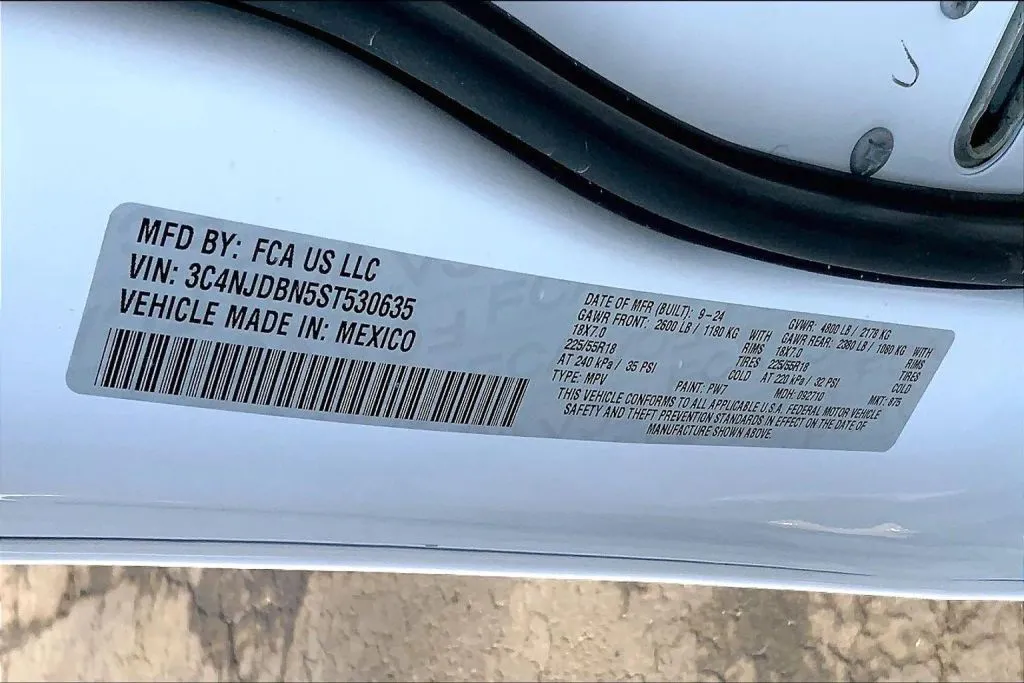 MFD BY: FCA US LLC
VIN: 3C4NJDBN5ST530635
VEHICLE MADE IN: MEXICO
DATE OF MFR (BUILT): 9-24 GVWR: 4800 LB / 2178 KG
GAWR FRONT: 2600 LB / 1180 KG WITH GAWR REAR: 2380 LB / 1080 KG WITH
18X7.0 RIMS 18X7.0 RIMS
225/55R18 TIRES 225/55R18 TIRES
AT 240 kPa / 35 PSI COLD AT 220 kPa / 32 PSI COLD
TYPE: MPV PAINT: PW7 MDH: 092710 MKT: 875
THIS VEHICLE CONFORMS TO ALL APPLICABLE U.S.A. FEDERAL MOTOR VEHICLE
SAFETY AND THEFT PREVENTION STANDARDS IN EFFECT ON THE DATE OF
MANUFACTURE SHOWN ABOVE.